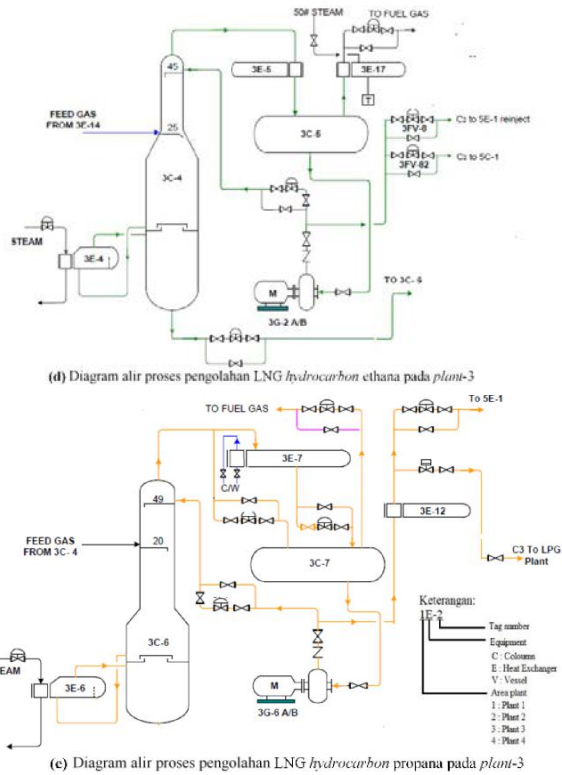 50# STEAM
TO FUEL GAS
45
3E-5
3E-17
T
FEED GAS
FROM 3E-14
25
3C-5
3FV-8
C₂ to 5E-1 reinject
3C-4
3FV-82
C₂ to 5C-1
STEAM
3E-4
M
3G-2 A/B
TO 3C- 6
(d) Diagram alir proses pengolahan LNG hydrocarbon ethana pada plant-3
TO FUEL GAS
To 5E-1
3E-7
C/W
49
3E-12
FEED GAS
FROM 3C- 4
20
3C-7
C3 To LPG
Plant
Keterangan:
1E-2
Tag number
Equipment
C : Coloumn
E : Heat Exchanger
V : Vessel
Area plant
1 : Plant 1
2 : Plant 2
3 : Plant 3
4 : Plant 4
3C-6
EAM
3E-6
M
3G-6 A/B
(e) Diagram alir proses pengolahan LNG hydrocarbon propana pada plant-3